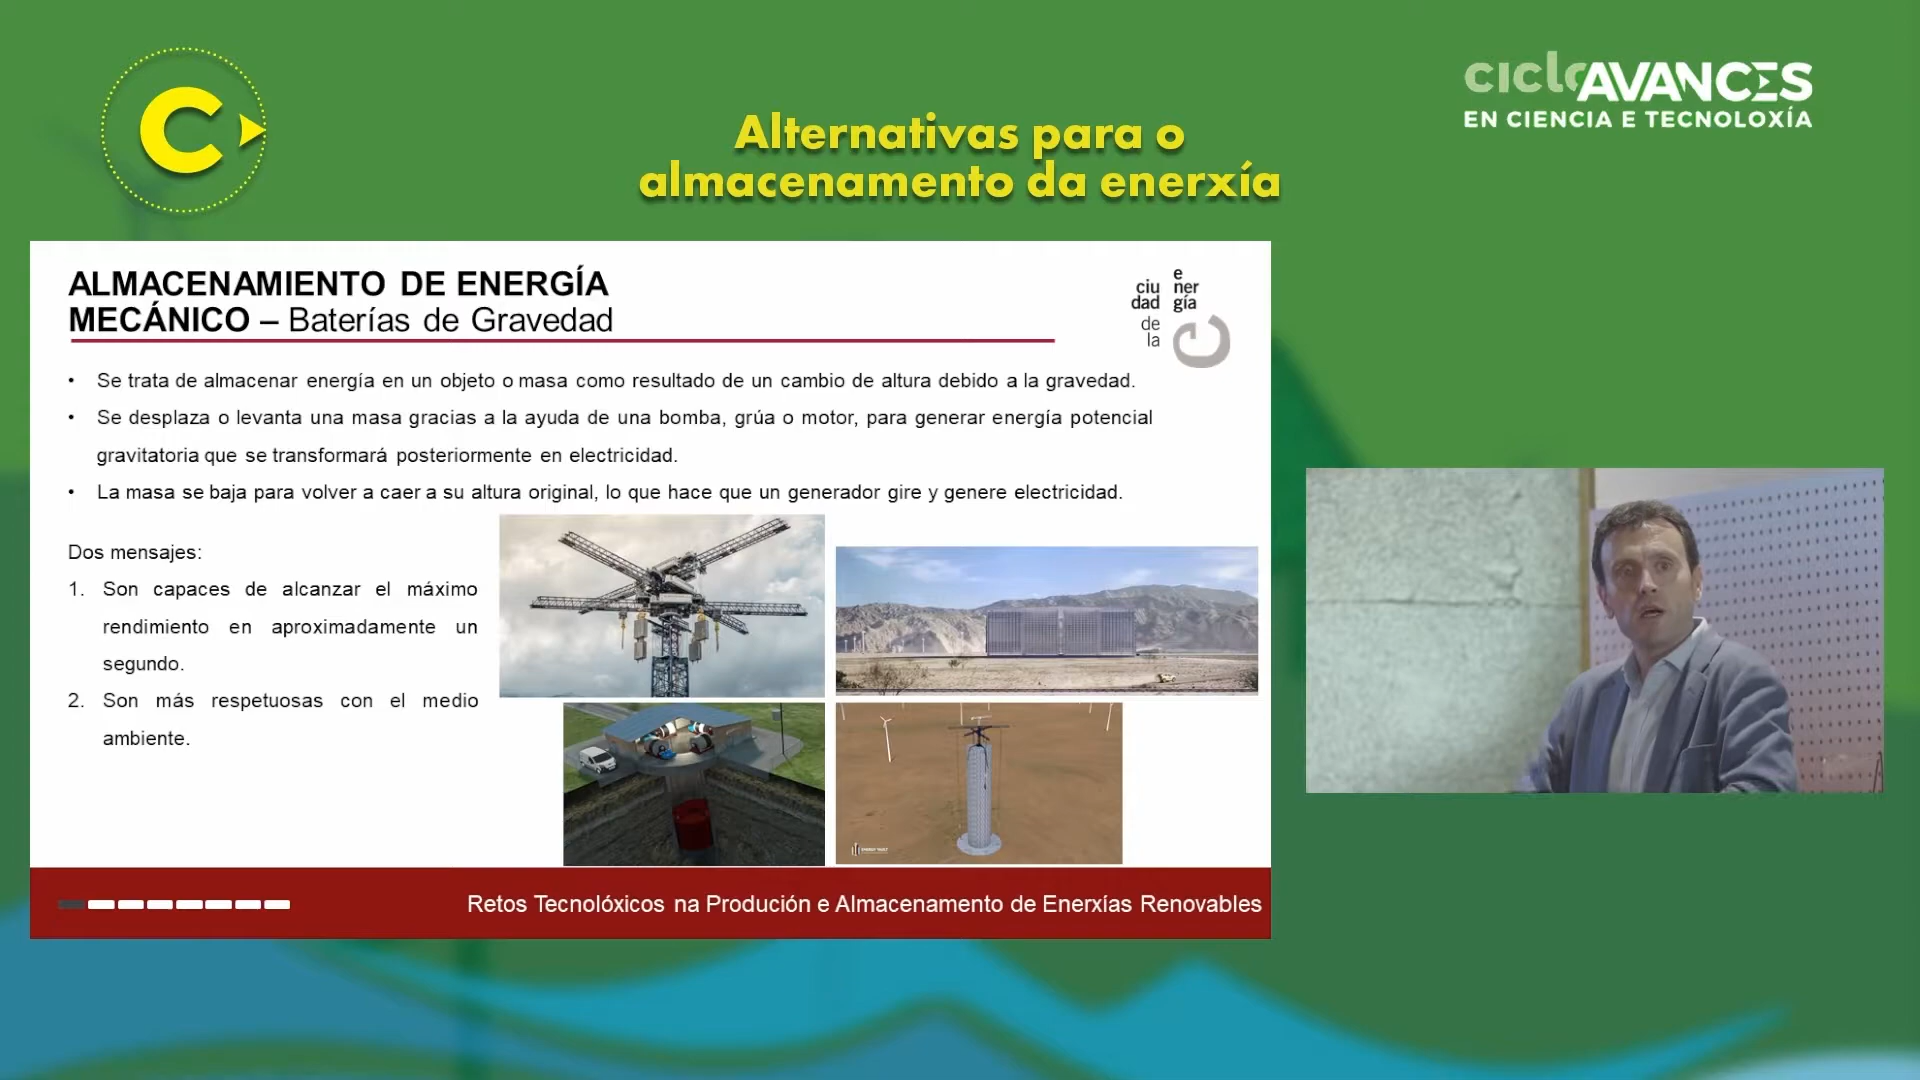 C
cicloAVANCES
EN CIENCIA E TECNOLOXÍA
Alternativas para o
almacenamento da enerxía
ALMACENAMIENTO DE ENERGÍA
MECÁNICO – Baterías de Gravedad
e
ciu ner
dad gía
de
la
• Se trata de almacenar energía en un objeto o masa como resultado de un cambio de altura debido a la gravedad.
• Se desplaza o levanta una masa gracias a la ayuda de una bomba, grúa o motor, para generar energía potencial
gravitatoria que se transformará posteriormente en electricidad.
• La masa se baja para volver a caer a su altura original, lo que hace que un generador gire y genere electricidad.
Dos mensajes:
1. Son capaces de alcanzar el máximo
rendimiento en aproximadamente un
segundo.
2. Son más respetuosas con el medio
ambiente.
ENERGY VAULT
Retos Tecnolóxicos na Produción e Almacenamento de Enerxías Renovables